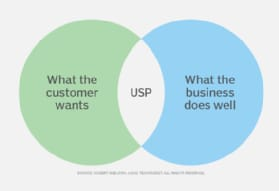 What the
customer
wants
USP
What the
business
does well